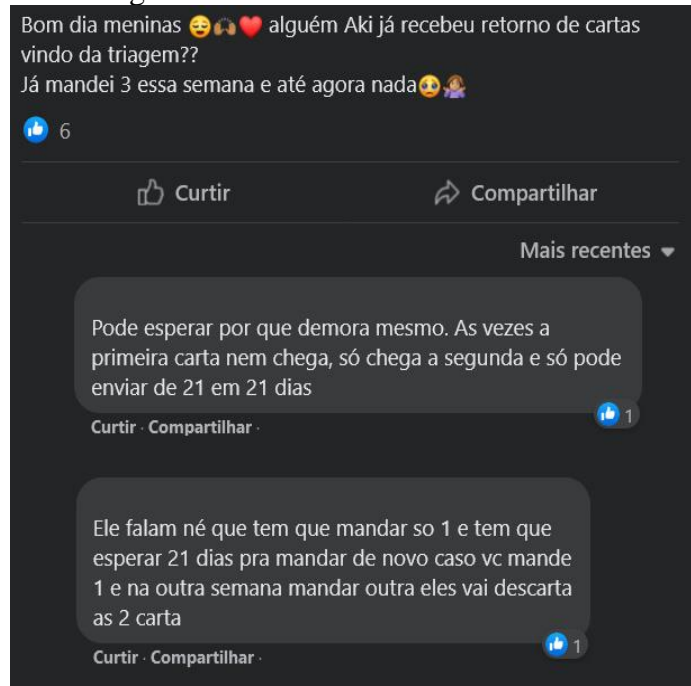 Bom dia meninas 😌🙌🏾❤️ alguém Aki já recebeu retorno de cartas
vindo da triagem??
Já mandei 3 essa semana e até agora nada🥺🤷🏽‍♀️
6
Curtir
Compartilhar
Mais recentes
Pode esperar por que demora mesmo. As vezes a
primeira carta nem chega, só chega a segunda e só pode
enviar de 21 em 21 dias
1
Curtir · Compartilhar ·
Ele falam né que tem que mandar so 1 e tem que
esperar 21 dias pra mandar de novo caso vc mande
1 e na outra semana mandar outra eles vai descarta
as 2 carta
1
Curtir · Compartilhar ·